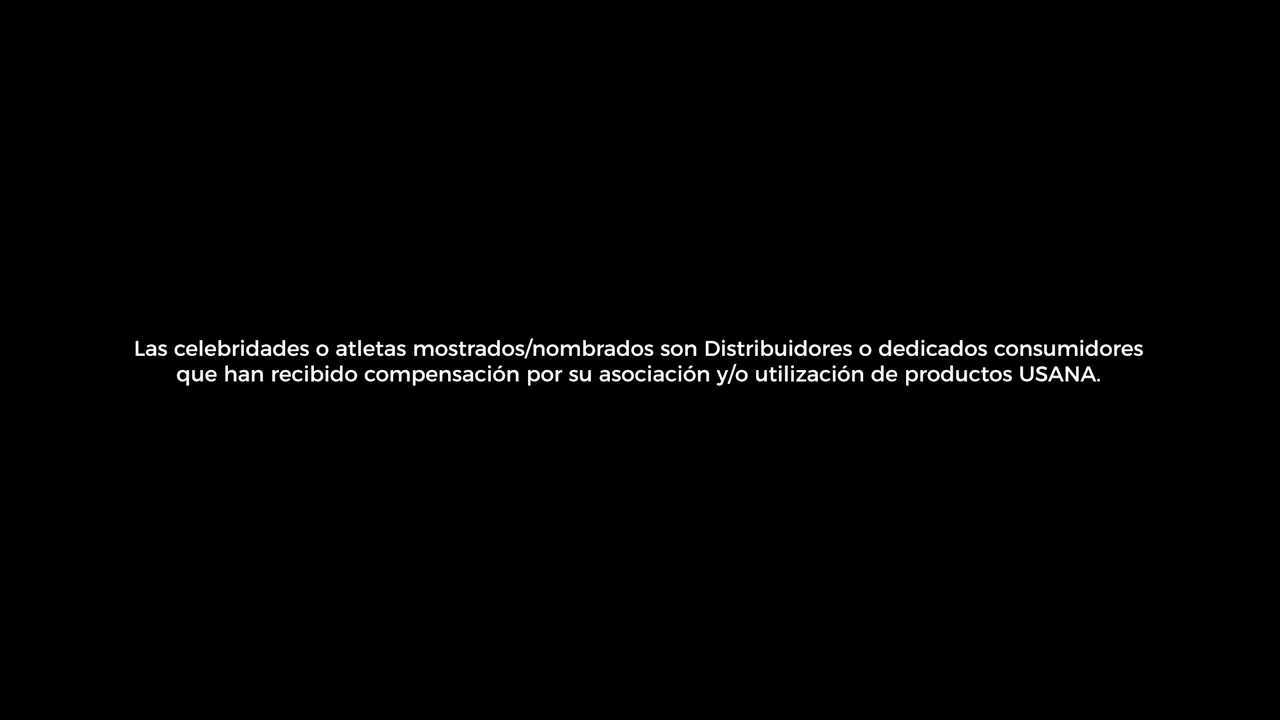 Las celebridades o atletas mostrados/nombrados son Distribuidores o dedicados consumidores
que han recibido compensación por su asociación y/o utilización de productos USANA.